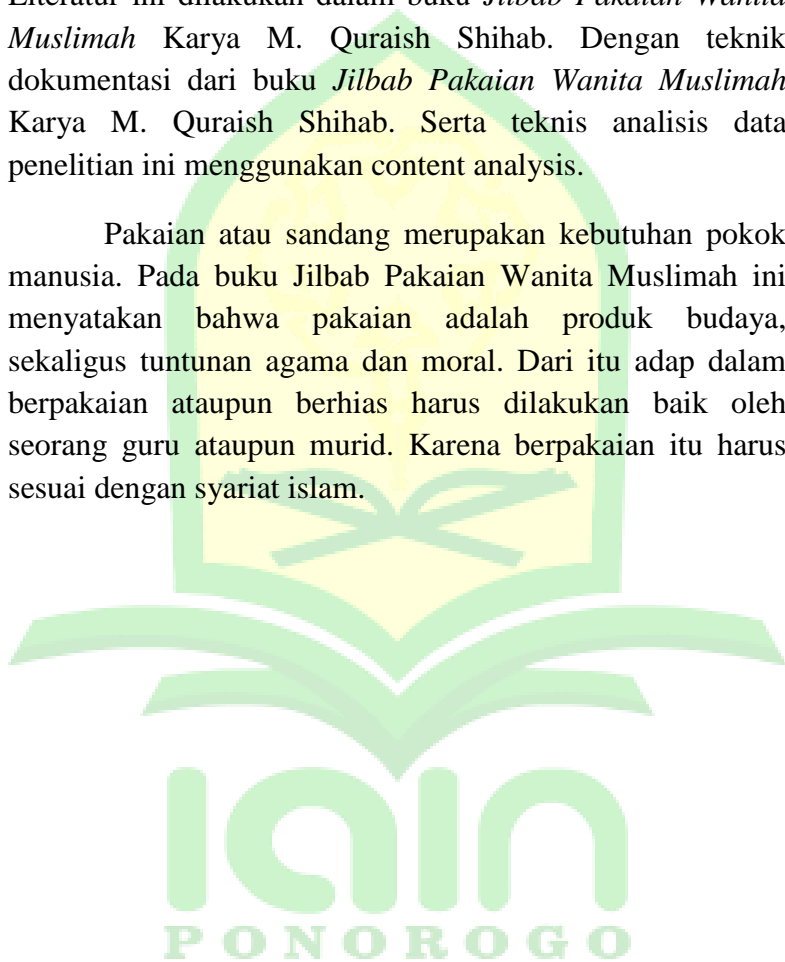 Literatur ini dilakukan dalam buku Jilbab Pakaian Wanita
Muslimah Karya M. Quraish Shihab. Dengan teknik
dokumentasi dari buku Jilbab Pakaian Wanita Muslimah
Karya M. Quraish Shihab. Serta teknis analisis data
penelitian ini menggunakan content analysis.
Pakaian atau sandang merupakan kebutuhan pokok
manusia. Pada buku Jilbab Pakaian Wanita Muslimah ini
menyatakan bahwa pakaian adalah produk budaya,
sekaligus tuntunan agama dan moral. Dari itu adap dalam
berpakaian ataupun berhias harus dilakukan baik oleh
seorang guru ataupun murid. Karena berpakaian itu harus
sesuai dengan syariat islam.
iain
PONOROGO